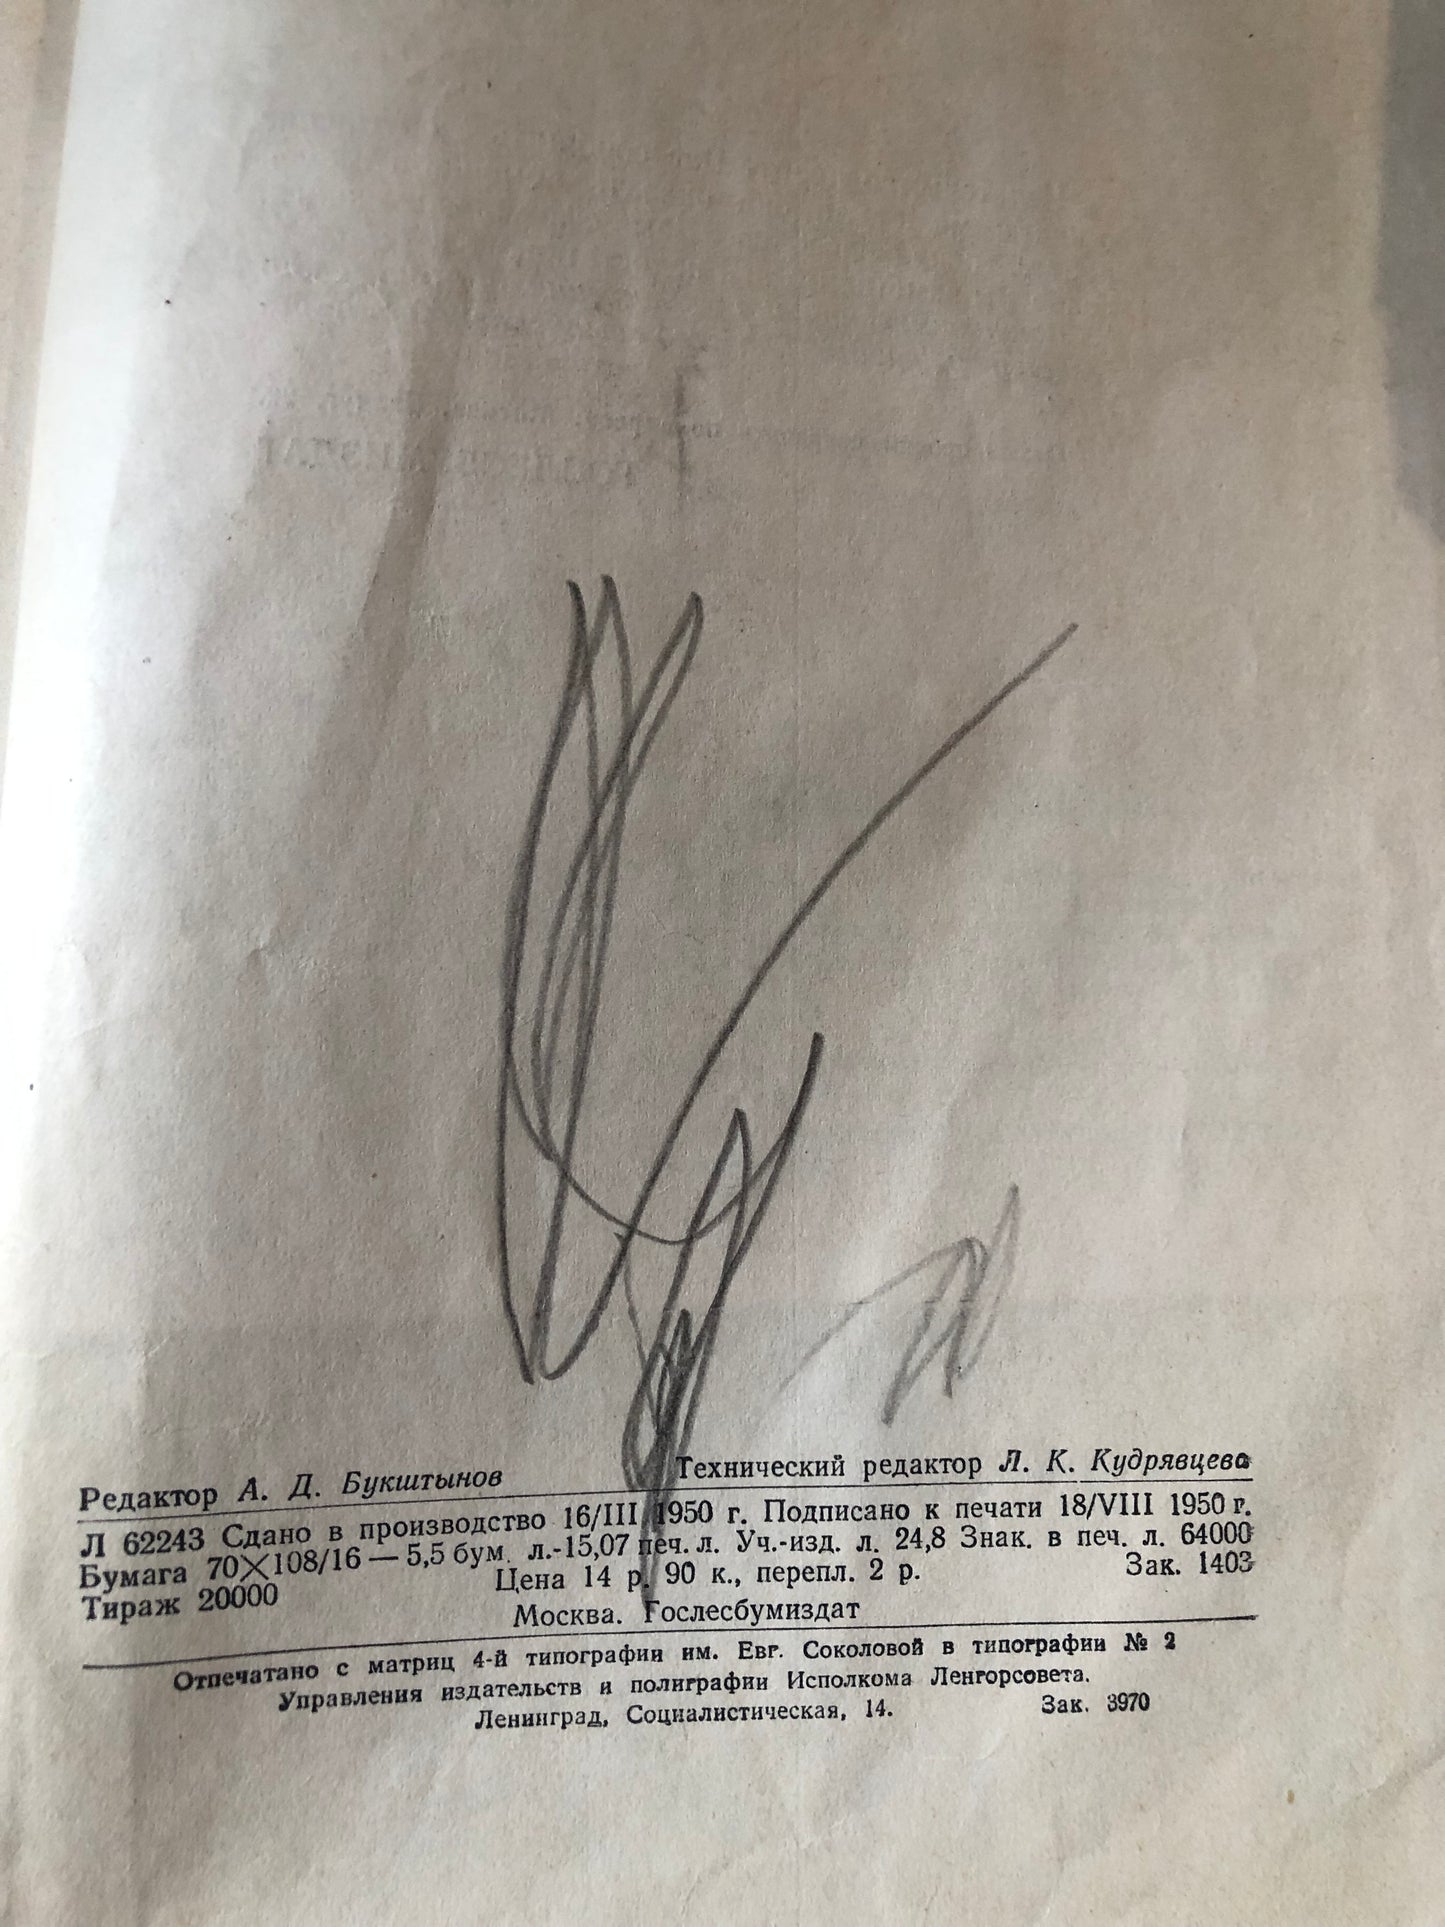 Редактор А. Д. Букштынов Технический редактор Л. К. Кудрявцева
Л 62243 Сдано в производство 16/III 1950 г. Подписано к печати 18/VIII 1950 г.
Бумага 70×108/16 — 5,5 бум. л.-15,07 печ. л. Уч.-изд. л. 24,8 Знак. в печ. л. 64000
Тираж 20000 Цена 14 р. 90 к., перепл. 2 р. Зак. 1403
Москва. Гослесбумиздат
Отпечатано с матриц 4-й типографии им. Евг. Соколовой в типографии № 2
Управления издательств и полиграфии Исполкома Ленгорсовета.
Ленинград, Социалистическая, 14. Зак. 3970